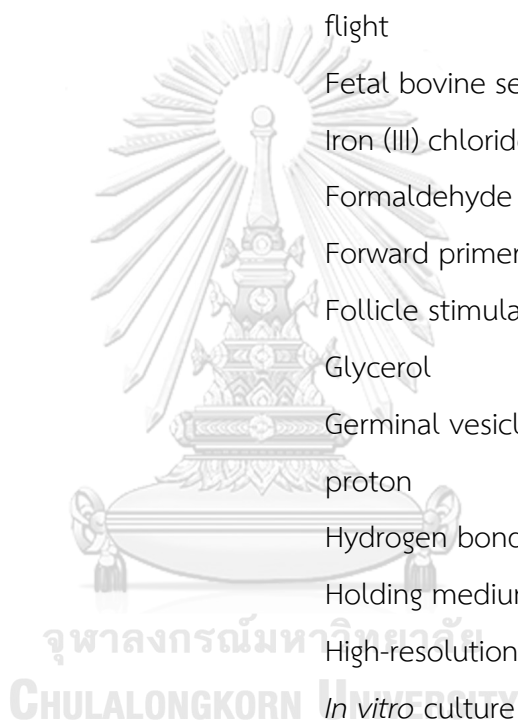 flight
Fetal bovine se
Iron (III) chlorid
Formaldehyde
Forward primer
Follicle stimula
Glycerol
Germinal vesicl
proton
Hydrogen bond
Holding medium
จุฬาลงกรณ์มหาวิทยาลัย
High-resolution
CHULALONGKORN UNIVERSITY
In vitro culture